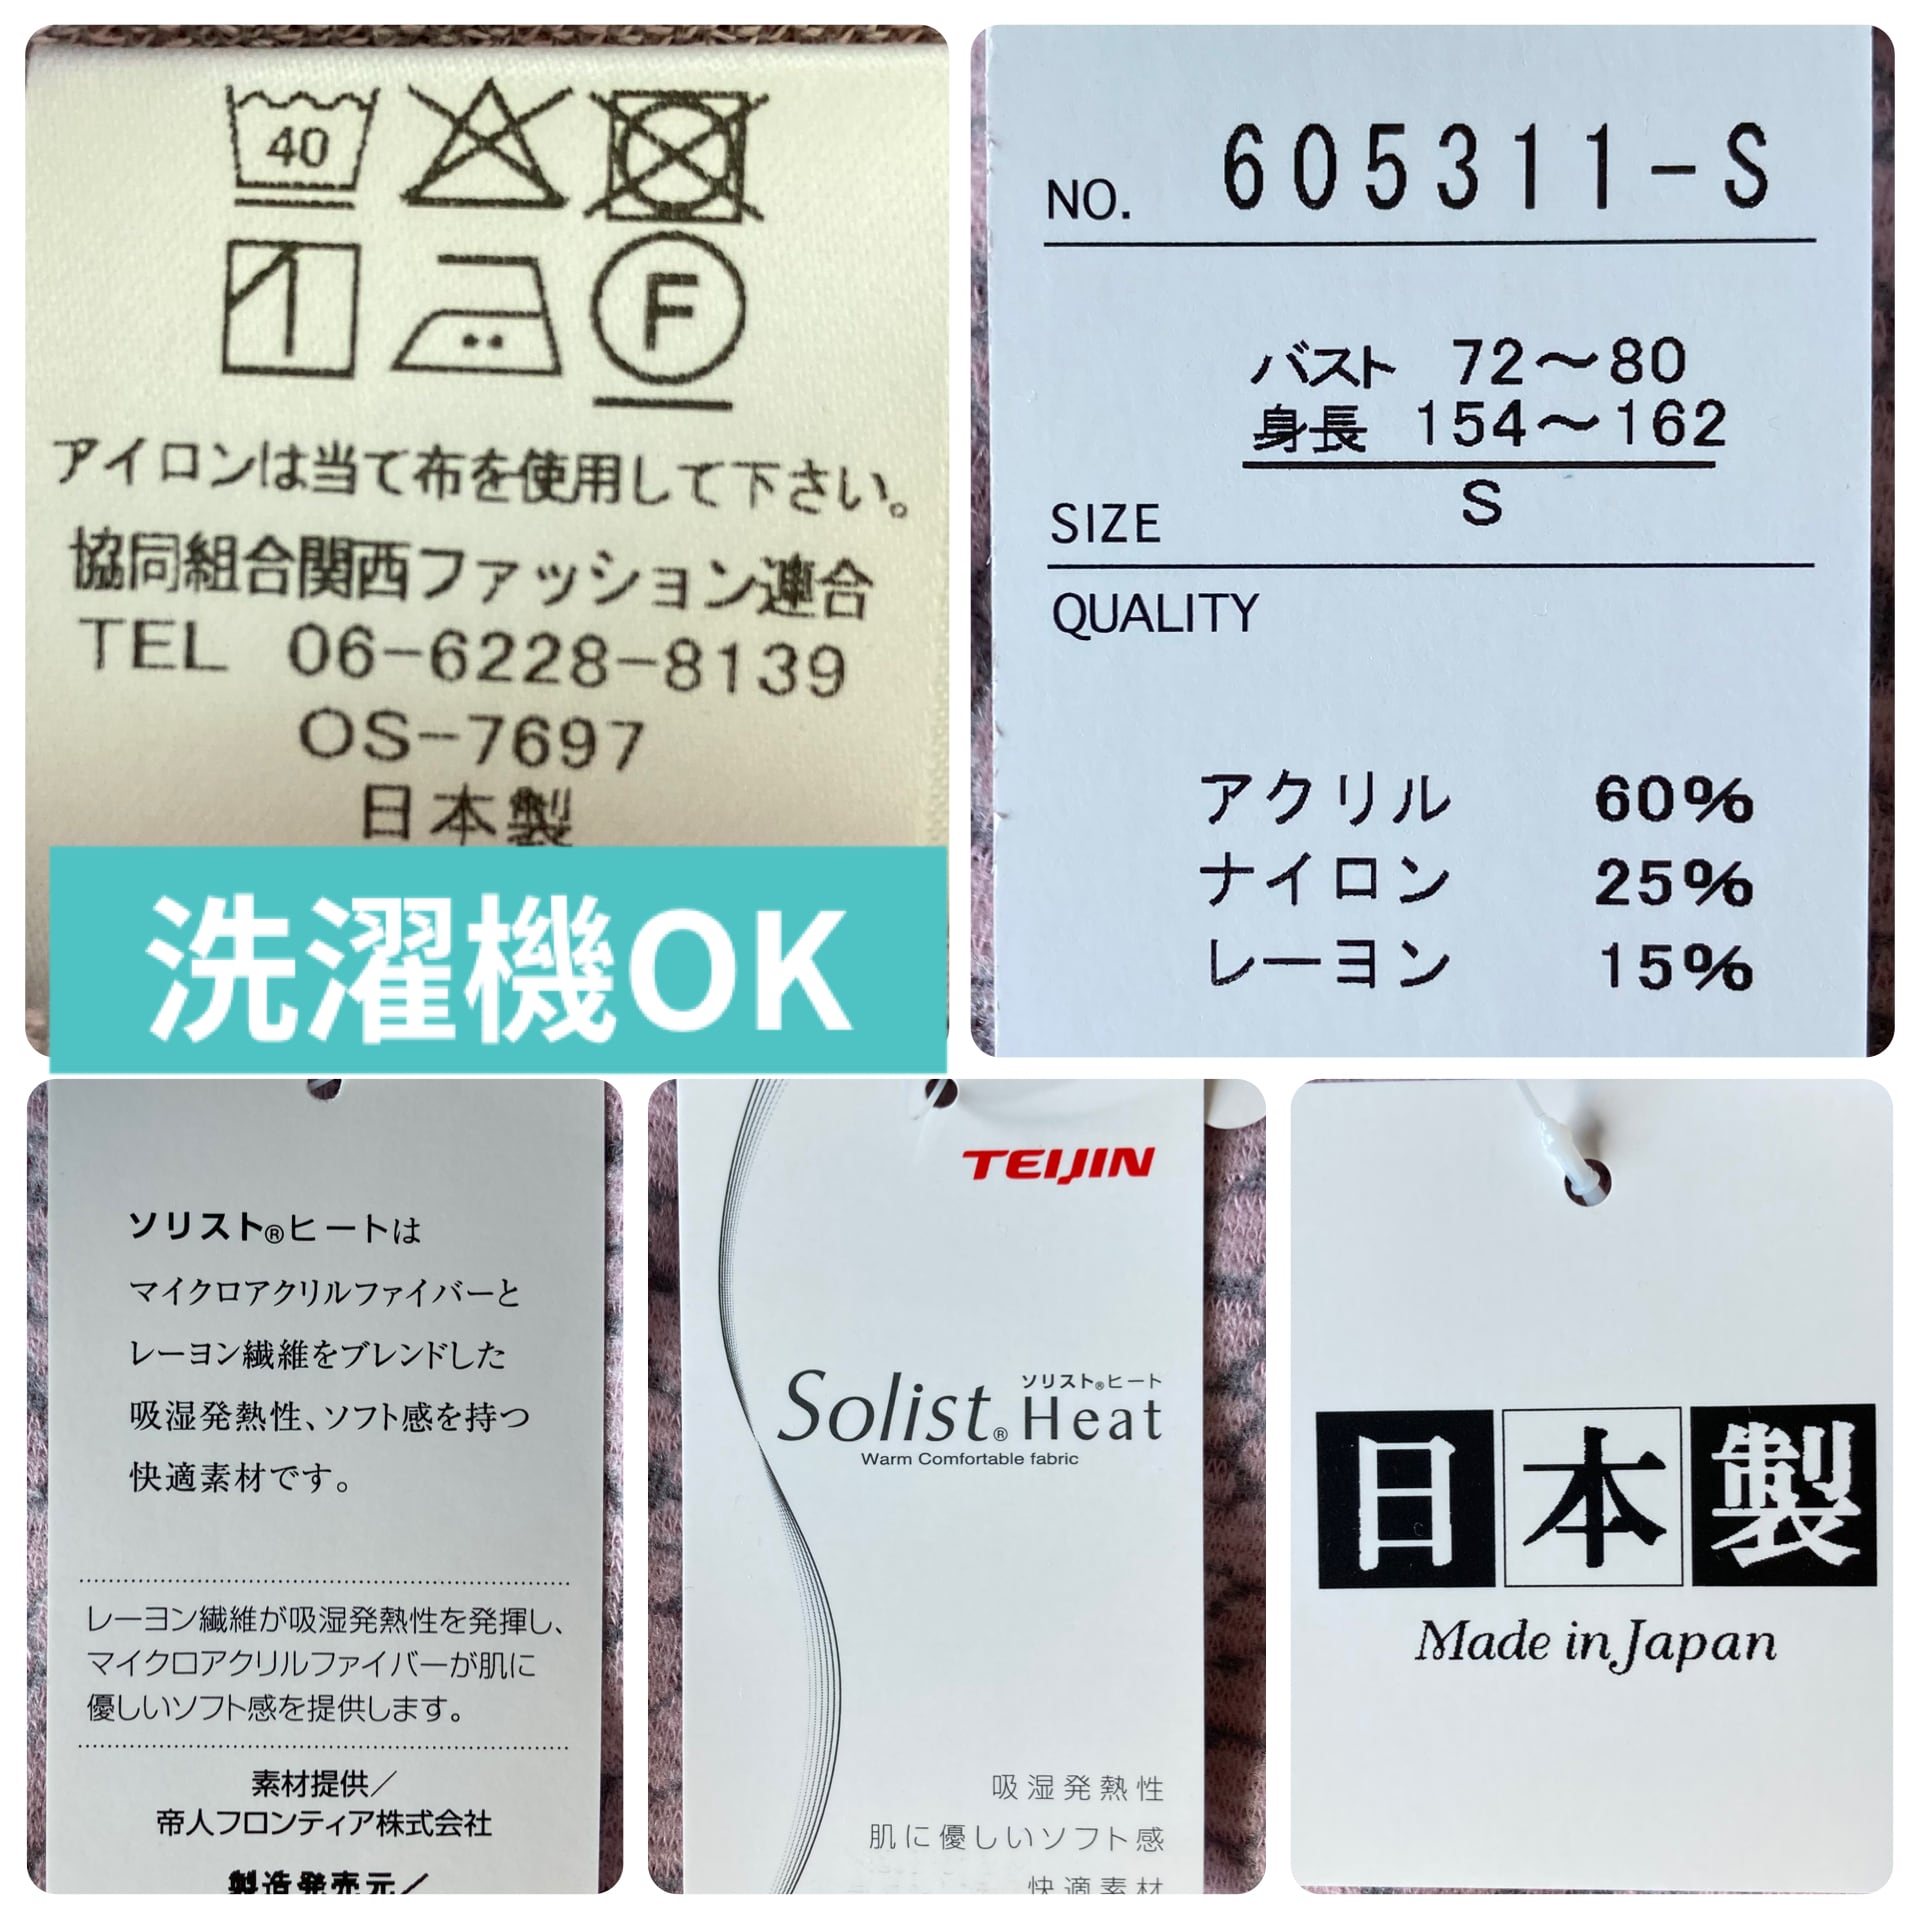 40
F
アイロンは当て布を使用して下さい。
協同組合関西ファッション連合
TEL 06-6228-8139
OS-7697
日本製
洗濯機OK
NO. 605311-S
バスト 72～80
身長 154～162
SIZE S
QUALITY
アクリル 60%
ナイロン 25%
レーヨン 15%
ソリスト®ヒートは
マイクロアクリルファイバーと
レーヨン繊維をブレンドした
吸湿発熱性、ソフト感を持つ
快適素材です。
レーヨン繊維が吸湿発熱性を発揮し、
マイクロアクリルファイバーが肌に
優しいソフト感を提供します。
素材提供／
帝人フロンティア株式会社
製造発売元／
TEIJIN
ソリスト®ヒート
Solist® Heat
Warm Comfortable fabric
吸湿発熱性
肌に優しいソフト感
快適素材
日本製
Made in Japan